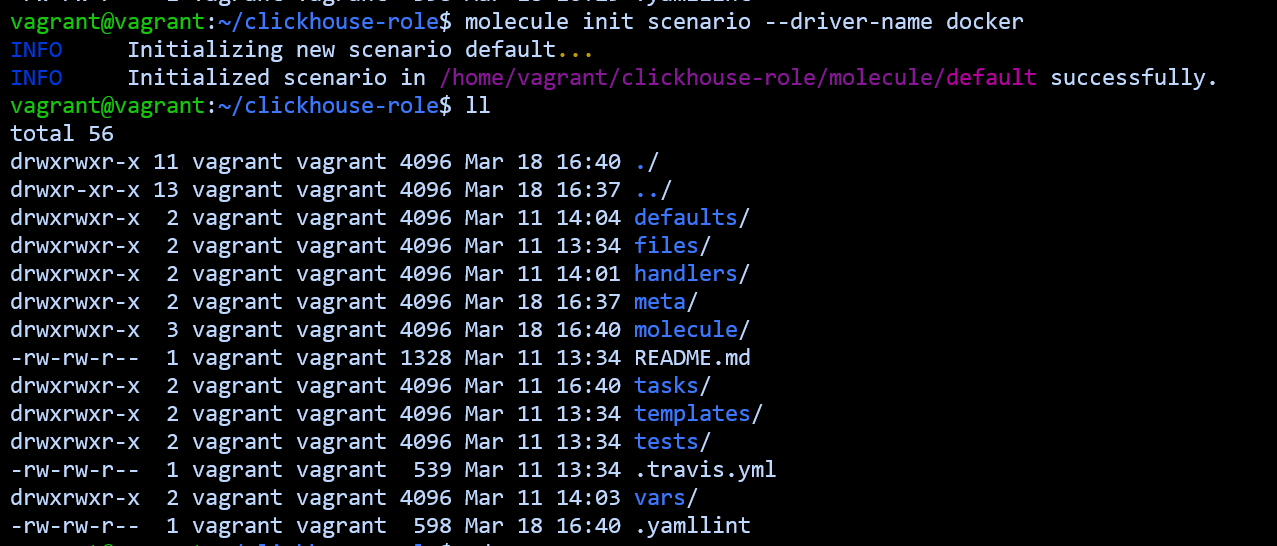 vagrant@vagrant:~/clickhouse-role$ molecule init scenario --driver-name docker
INFO     Initializing new scenario default...
INFO     Initialized scenario in /home/vagrant/clickhouse-role/molecule/default successfully.
vagrant@vagrant:~/clickhouse-role$ ll
total 56
drwxrwxr-x 11 vagrant vagrant 4096 Mar 18 16:40 ./
drwxr-xr-x 13 vagrant vagrant 4096 Mar 18 16:37 ../
drwxrwxr-x  2 vagrant vagrant 4096 Mar 11 14:04 defaults/
drwxrwxr-x  2 vagrant vagrant 4096 Mar 11 13:34 files/
drwxrwxr-x  2 vagrant vagrant 4096 Mar 11 14:01 handlers/
drwxrwxr-x  2 vagrant vagrant 4096 Mar 18 16:37 meta/
drwxrwxr-x  3 vagrant vagrant 4096 Mar 18 16:40 molecule/
-rw-rw-r--  1 vagrant vagrant 1328 Mar 11 13:34 README.md
drwxrwxr-x  2 vagrant vagrant 4096 Mar 11 16:40 tasks/
drwxrwxr-x  2 vagrant vagrant 4096 Mar 11 13:34 templates/
drwxrwxr-x  2 vagrant vagrant 4096 Mar 11 13:34 tests/
-rw-rw-r--  1 vagrant vagrant  539 Mar 11 13:34 .travis.yml
drwxrwxr-x  2 vagrant vagrant 4096 Mar 11 14:03 vars/
-rw-rw-r--  1 vagrant vagrant  598 Mar 18 16:40 .yamllint